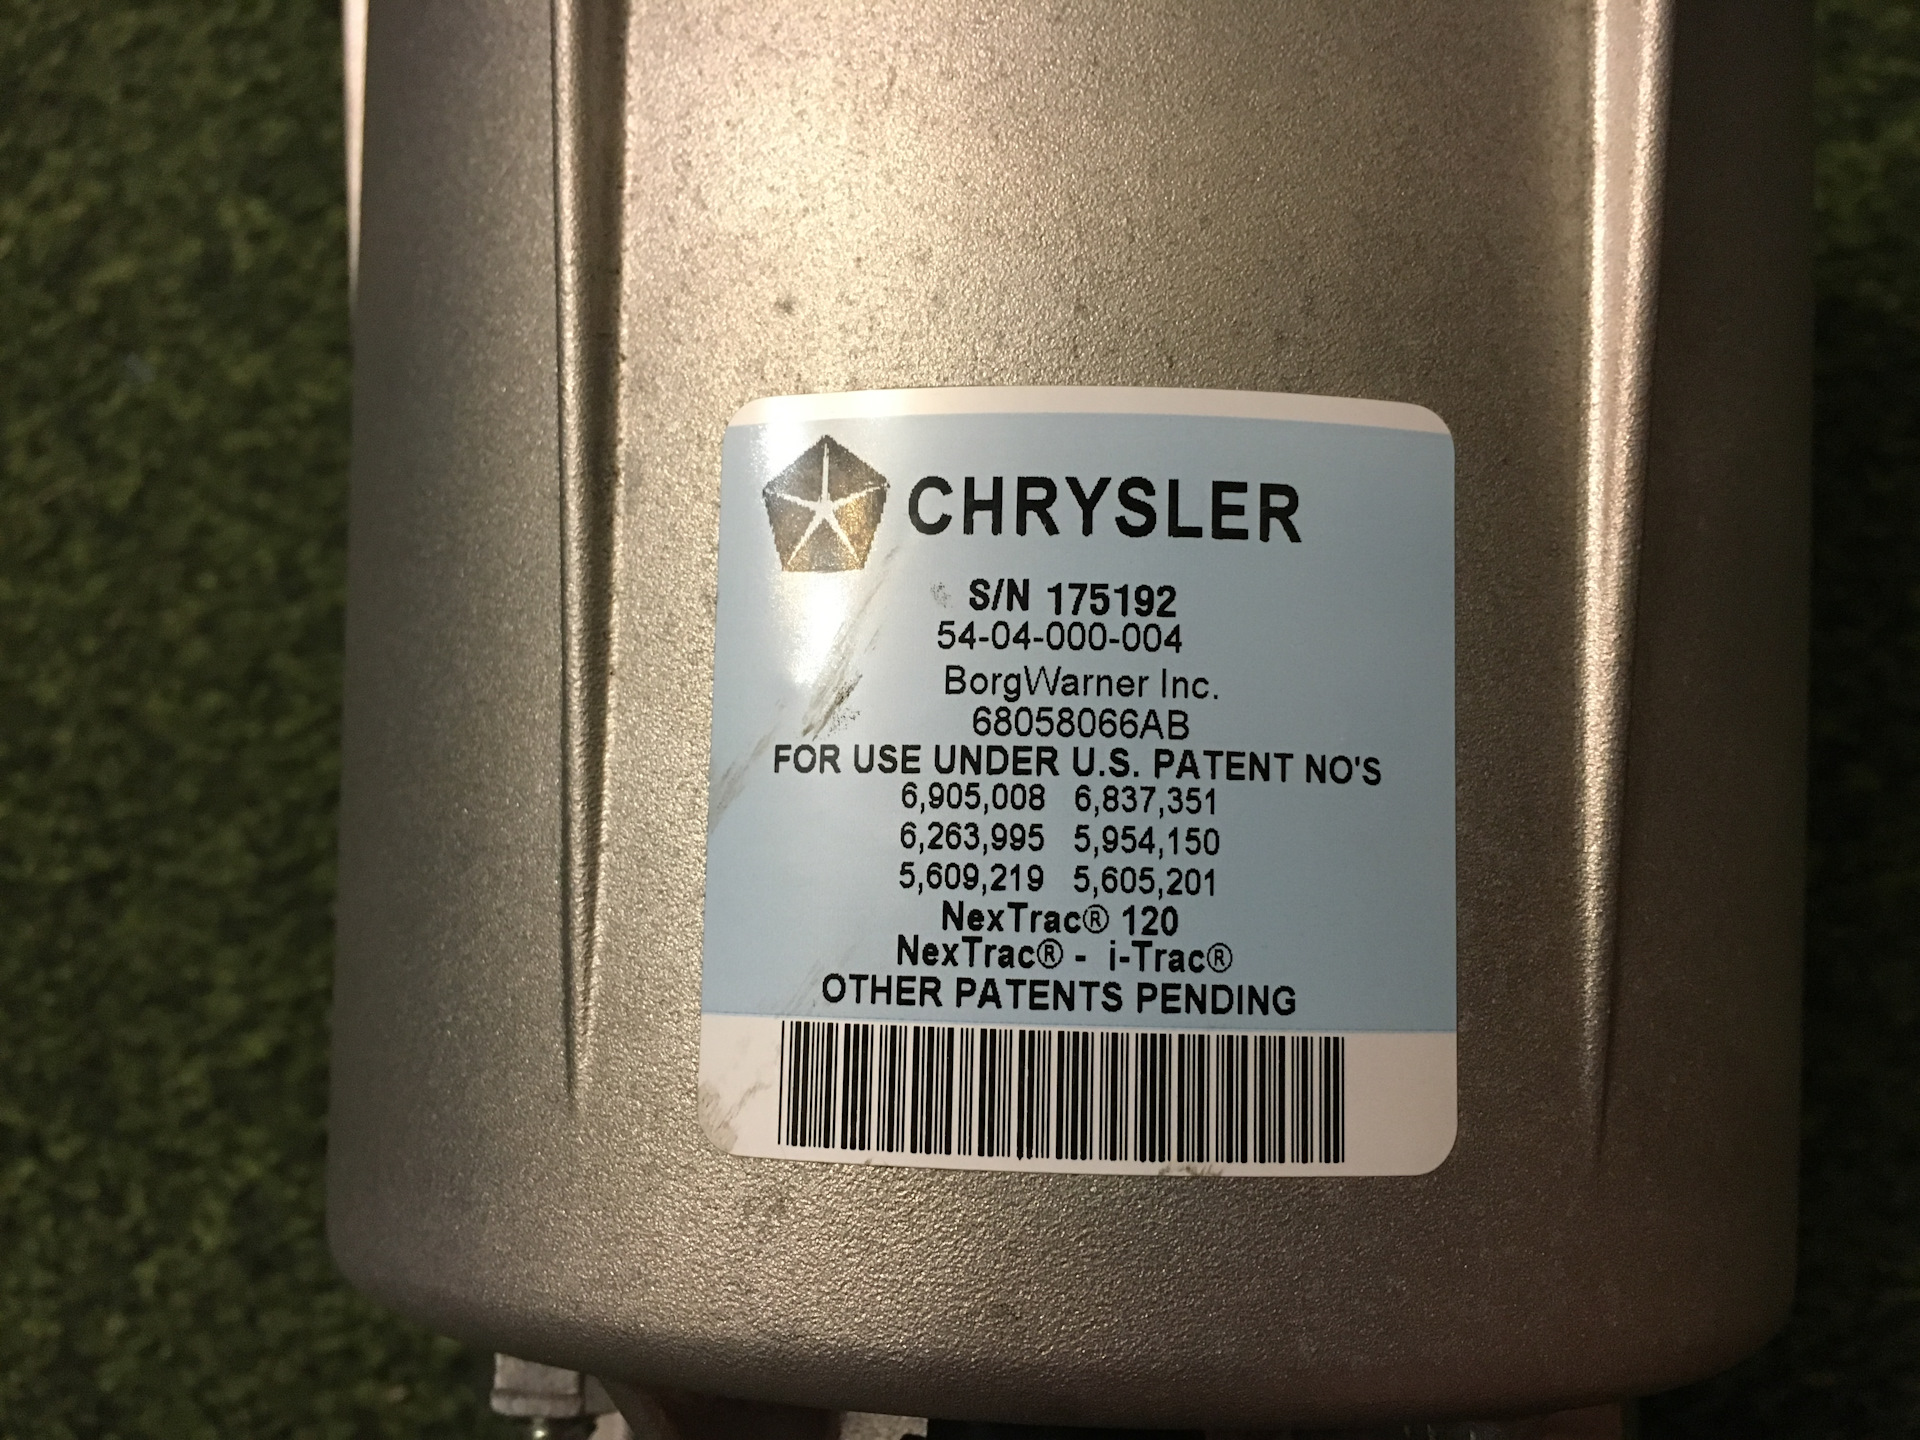 CHRYSLER
S/N 175192
54-04-000-004
BorgWarner Inc.
68058066AB
FOR USE UNDER U.S. PATENT NO'S
6,905,008 6,837,351
6,263,995 5,954,150
5,609,219 5,605,201
NexTrac® 120
NexTrac® - i-Trac®
OTHER PATENTS PENDING